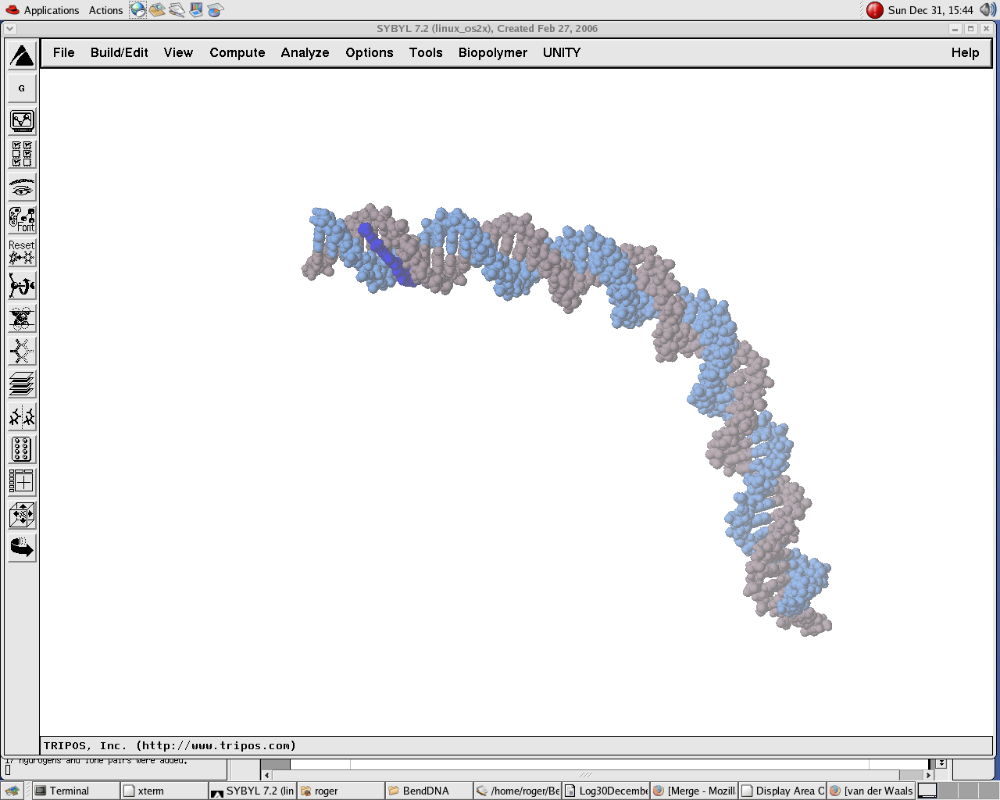 Applications Actions Sun Dec 31, 15:44
SYBYL 7.2 (linux_os2x), Created Feb 27, 2006
File Build/Edit View Compute Analyze Options Tools Biopolymer UNITY Help
G
Font
Reset
TRIPOS, Inc. (http://www.tripos.com)
17 hydrogens and lone pairs were added.
Terminal xterm SYBYL 7.2 (lin roger BendDNA /home/roger/Be Log30Decembe [Merge - Mozill Display Area O [van der Waals